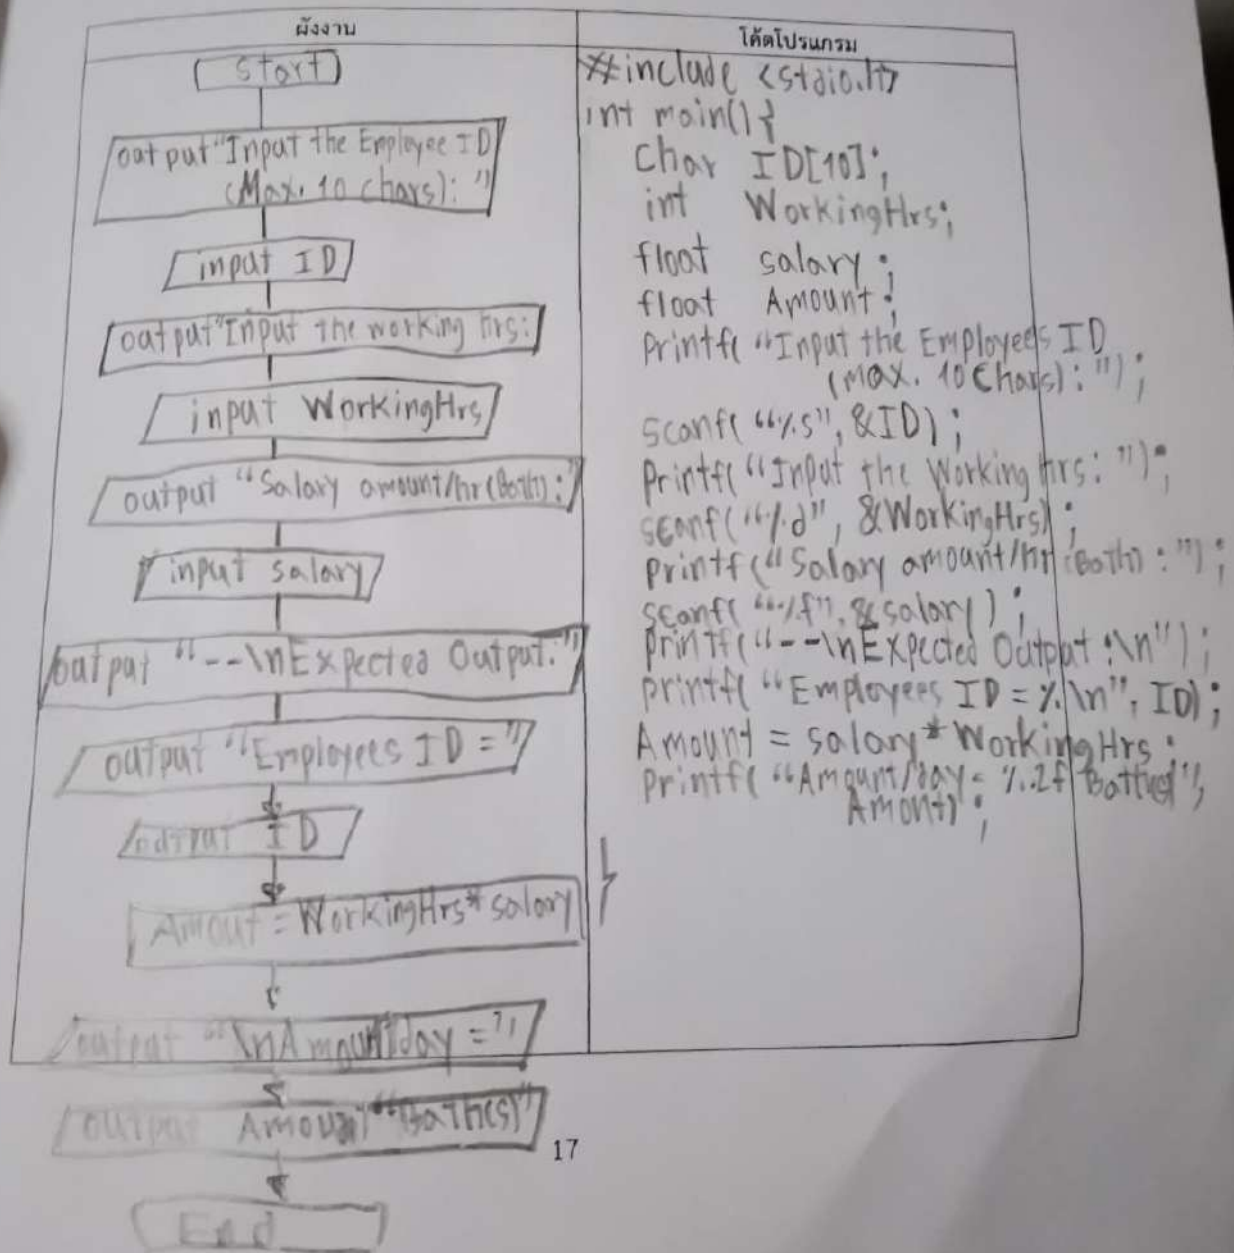 ผังงาน
start
output "Input the Employee ID
(Max. 10 chars): "
input ID
output "Input the working hrs:
input WorkingHrs
output "Salary amount/hr(Bath):"
input salary
output "--\nExpected Output:"
output "Employees ID ="
output ID
Amout = WorkingHrs* salary
output "\nAmount/day ="
output Amount "Bath(s)"
End
โค้ดโปรแกรม
#include <stdio.h>
int main(){
char ID[10];
int WorkingHrs;
float salary;
float Amount;
printf( "Input the Employees ID
(Max. 10 Chars): ");
scanf( "%s", &ID);
printf( "Input the Working hrs: ");
scanf("%d", &WorkingHrs);
printf("Salary amount/hr (Bath) : ");
scanf( "%f", &salary);
printf("--\nExpected Output :\n");
printf( "Employees ID = %.\n", ID);
Amount = salary* WorkingHrs;
printf( "Amount/day = %.2f
Amont);
}
17